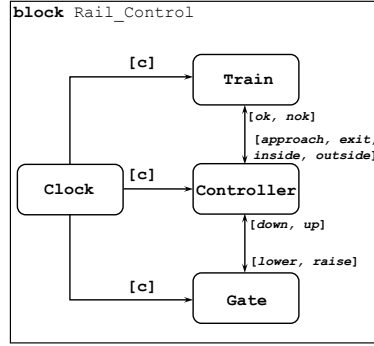 block Rail_Control
[c]
Train
[ok, nok]
[approach, exit,
inside, outside]
Clock
[c]
Controller
[down, up]
[lower, raise]
[c]
Gate